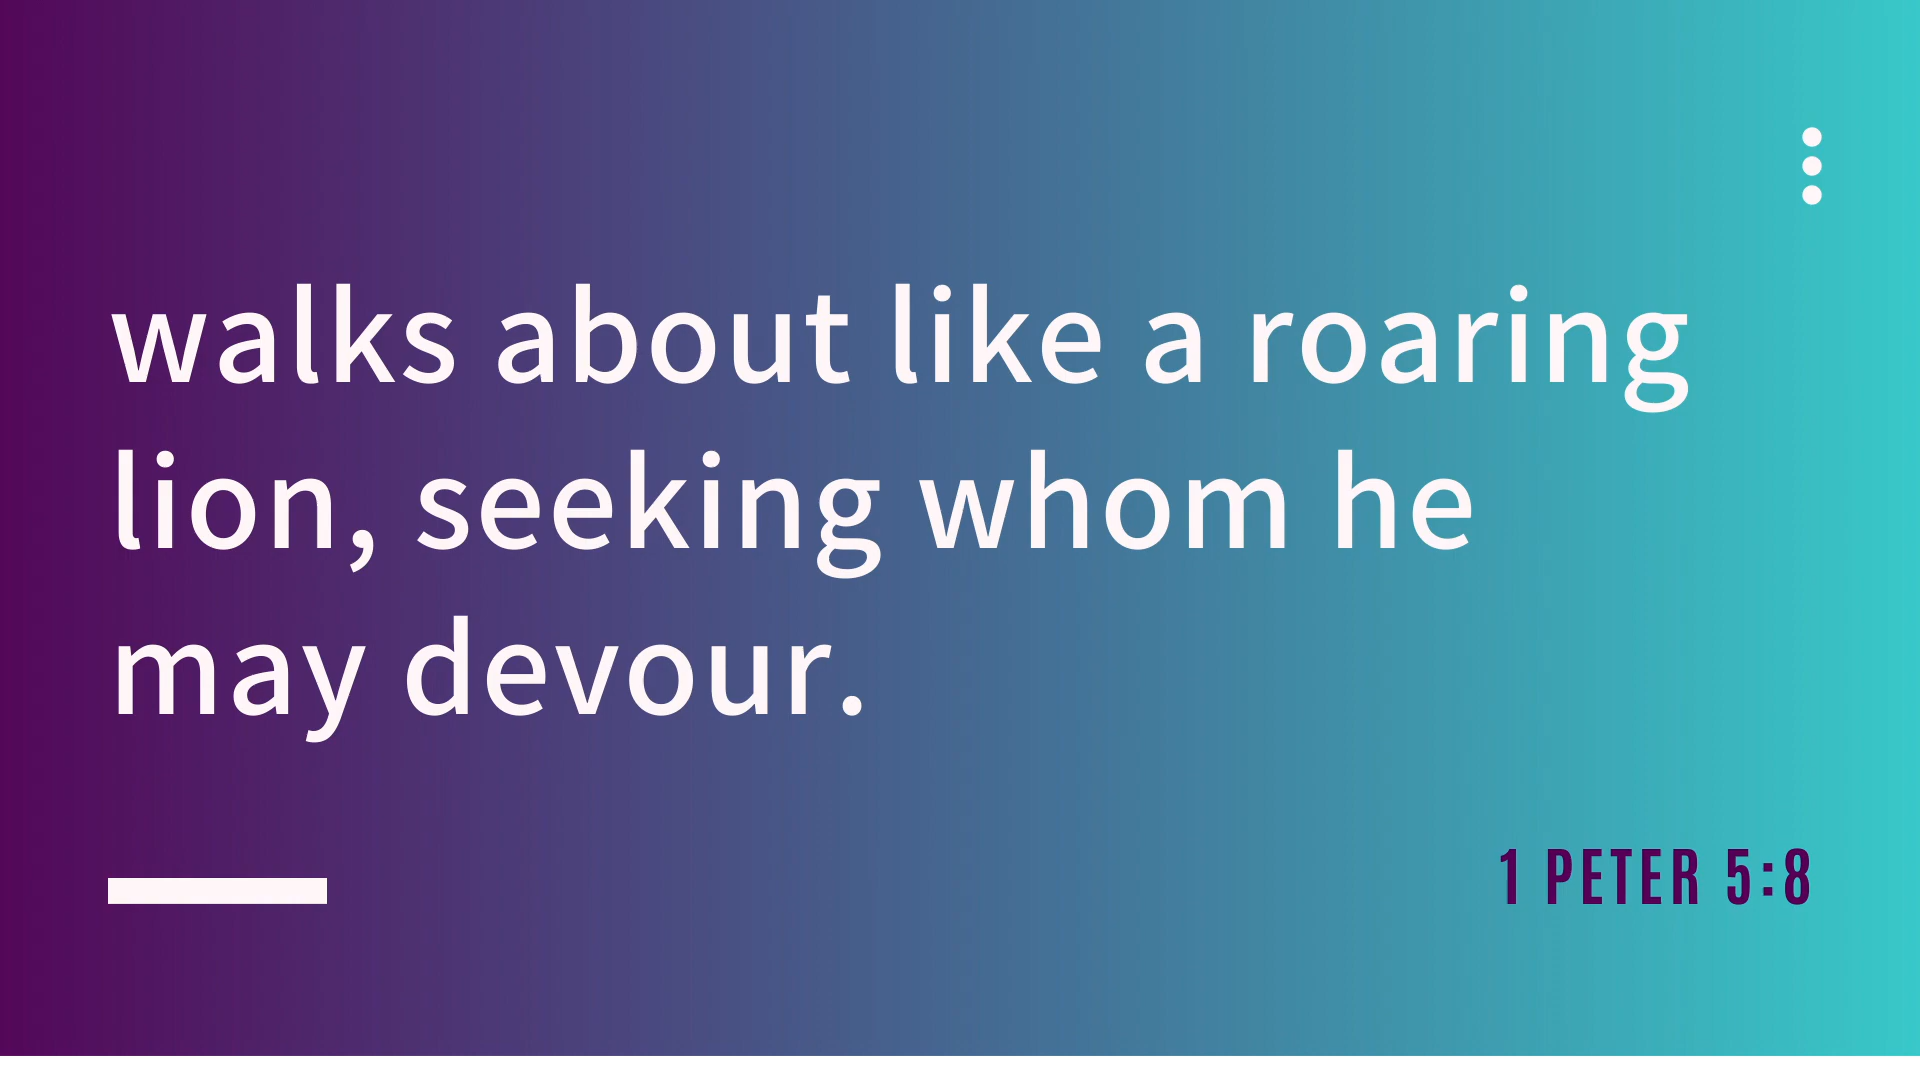 walks about like a roaring
lion, seeking whom he
may devour.
1 PETER 5:8